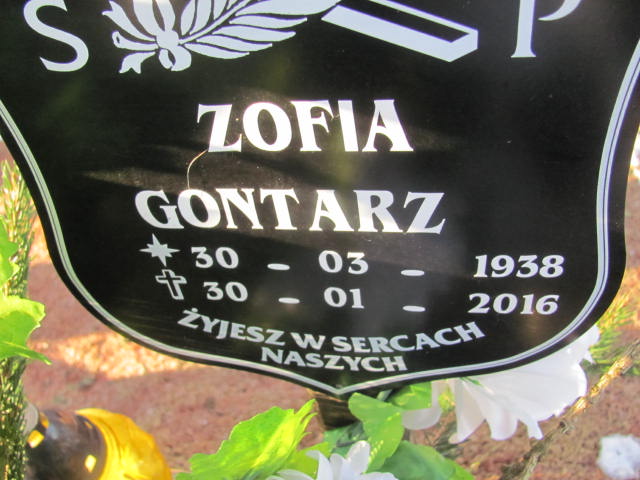 S P
ZOFIA
GONTARZ
30 - 03 - 1938
30 - 01 - 2016
ŻYJESZ W SERCACH
NASZYCH